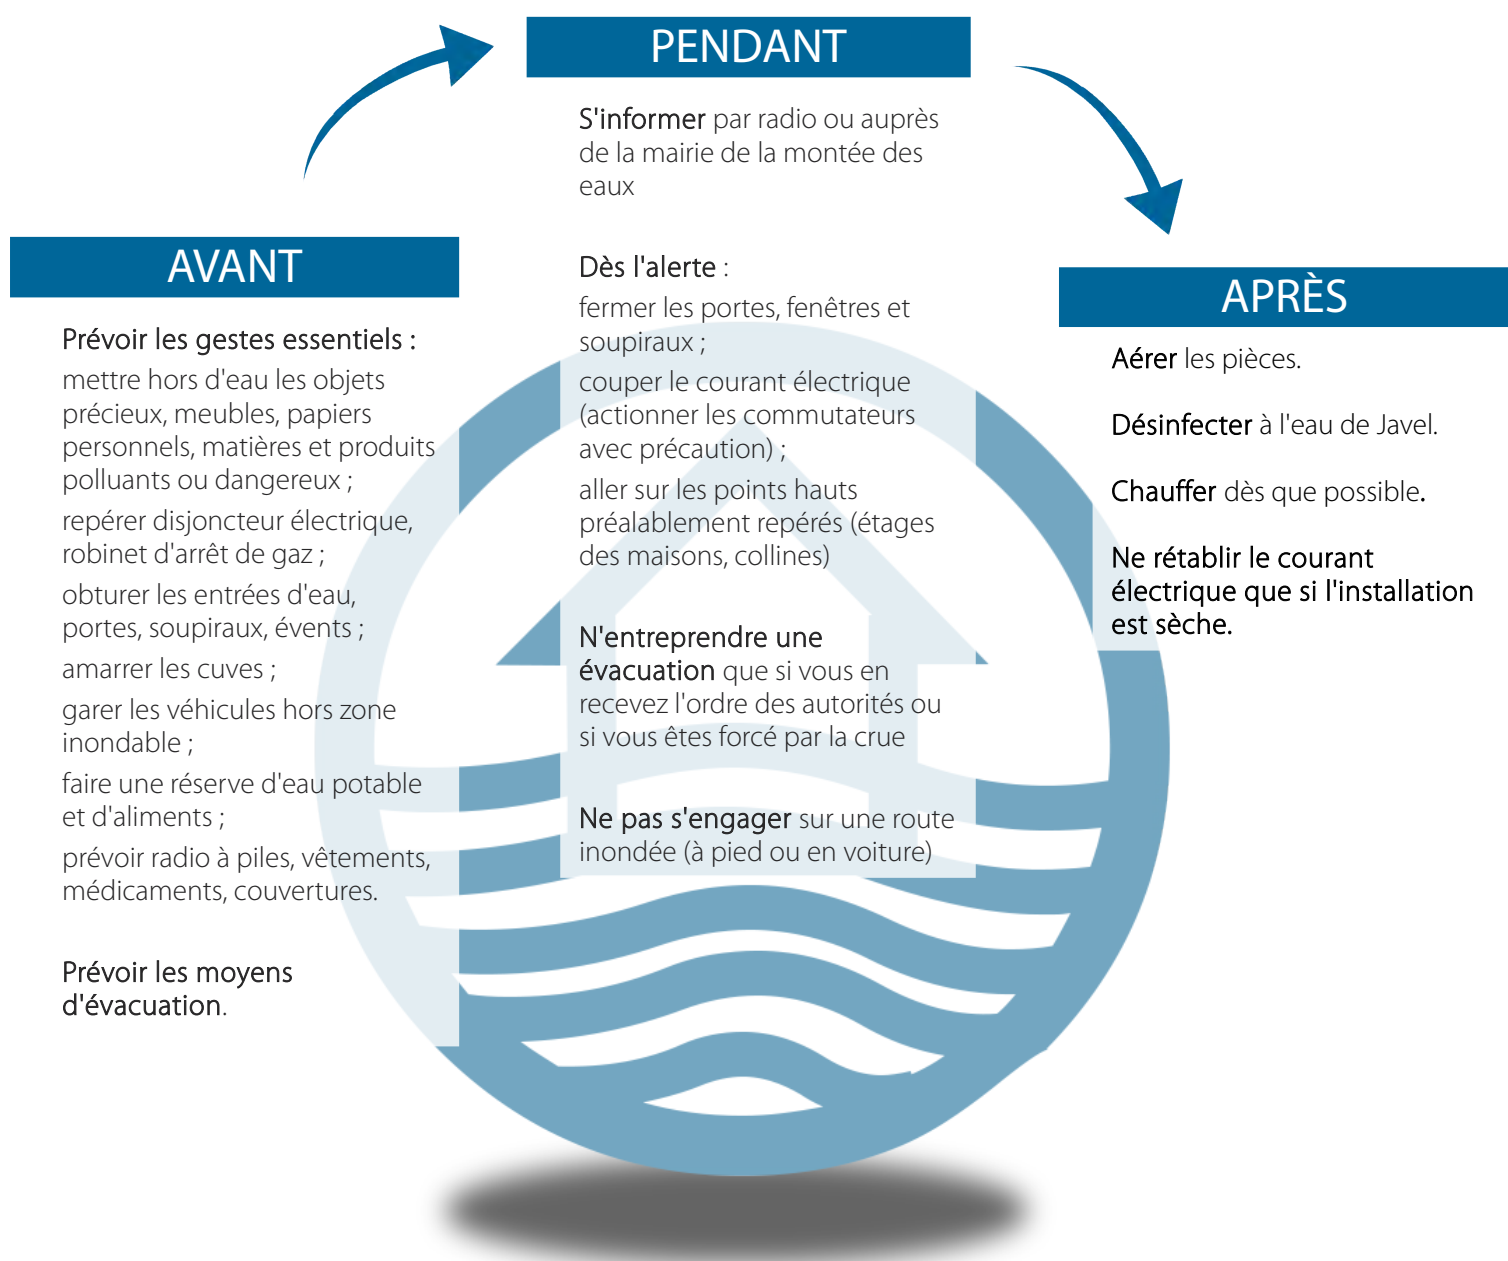 AVANT
Prévoir les gestes essentiels :
mettre hors d'eau les objets
précieux, meubles, papiers
personnels, matières et produits
polluants ou dangereux ;
repérer disjoncteur électrique,
robinet d'arrêt de gaz ;
obturer les entrées d'eau,
portes, soupiraux, évents ;
amarrer les cuves ;
garer les véhicules hors zone
inondable ;
faire une réserve d'eau potable
et d'aliments ;
prévoir radio à piles, vêtements,
médicaments, couvertures.
Prévoir les moyens
d'évacuation.
PENDANT
S'informer par radio ou auprès
de la mairie de la montée des
eaux
Dès l'alerte :
fermer les portes, fenêtres et
soupiraux ;
couper le courant électrique
(actionner les commutateurs
avec précaution) ;
aller sur les points hauts
préalablement repérés (étages
des maisons, collines)
N'entreprendre une
évacuation que si vous en
recevez l'ordre des autorités ou
si vous êtes forcé par la crue
Ne pas s'engager sur une route
inondée (à pied ou en voiture)
APRÈS
Aérer les pièces.
Désinfecter à l'eau de Javel.
Chauffer dès que possible.
Ne rétablir le courant
électrique que si l'installation
est sèche.